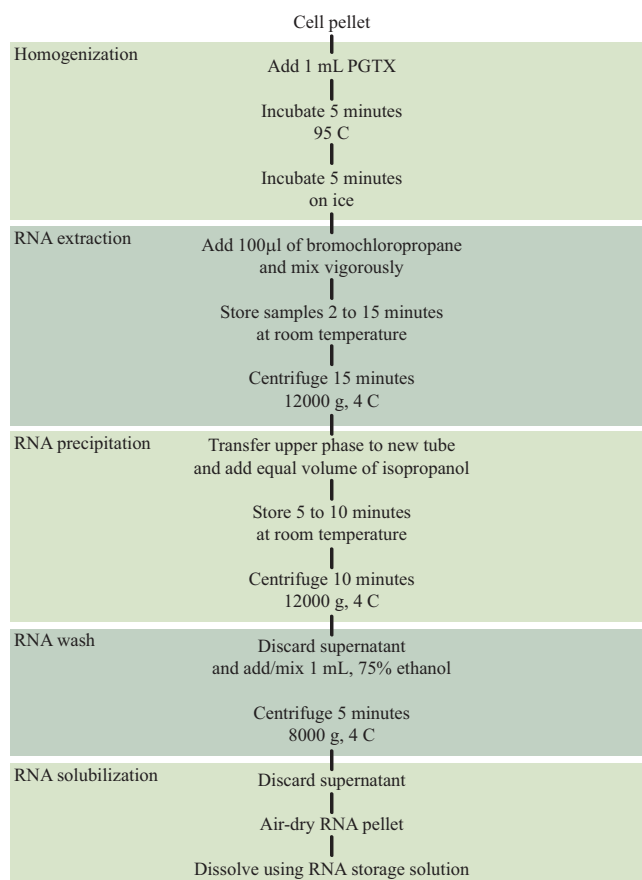 Cell pellet
Homogenization
Add 1 mL PGTX
Incubate 5 minutes
95 C
Incubate 5 minutes
on ice
RNA extraction
Add 100µl of bromochloropropane
and mix vigorously
Store samples 2 to 15 minutes
at room temperature
Centrifuge 15 minutes
12000 g, 4 C
RNA precipitation
Transfer upper phase to new tube
and add equal volume of isopropanol
Store 5 to 10 minutes
at room temperature
Centrifuge 10 minutes
12000 g, 4 C
RNA wash
Discard supernatant
and add/mix 1 mL, 75% ethanol
Centrifuge 5 minutes
8000 g, 4 C
RNA solubilization
Discard supernatant
Air-dry RNA pellet
Dissolve using RNA storage solution